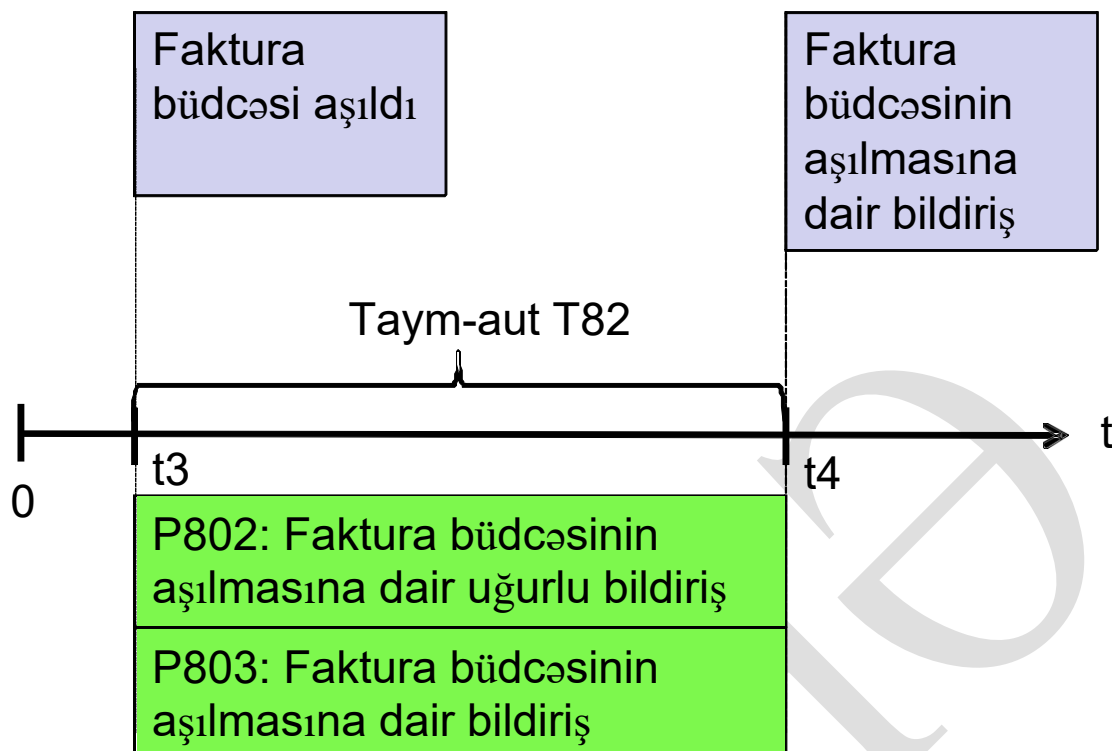 Faktura
büdcəsi aşıldı
Faktura
büdcəsinin
aşılmasına
dair bildiriş
Taym-aut T82
t
0
t3
t4
P802: Faktura büdcəsinin
aşılmasına dair uğurlu bildiriş
P803: Faktura büdcəsinin
aşılmasına dair bildiriş